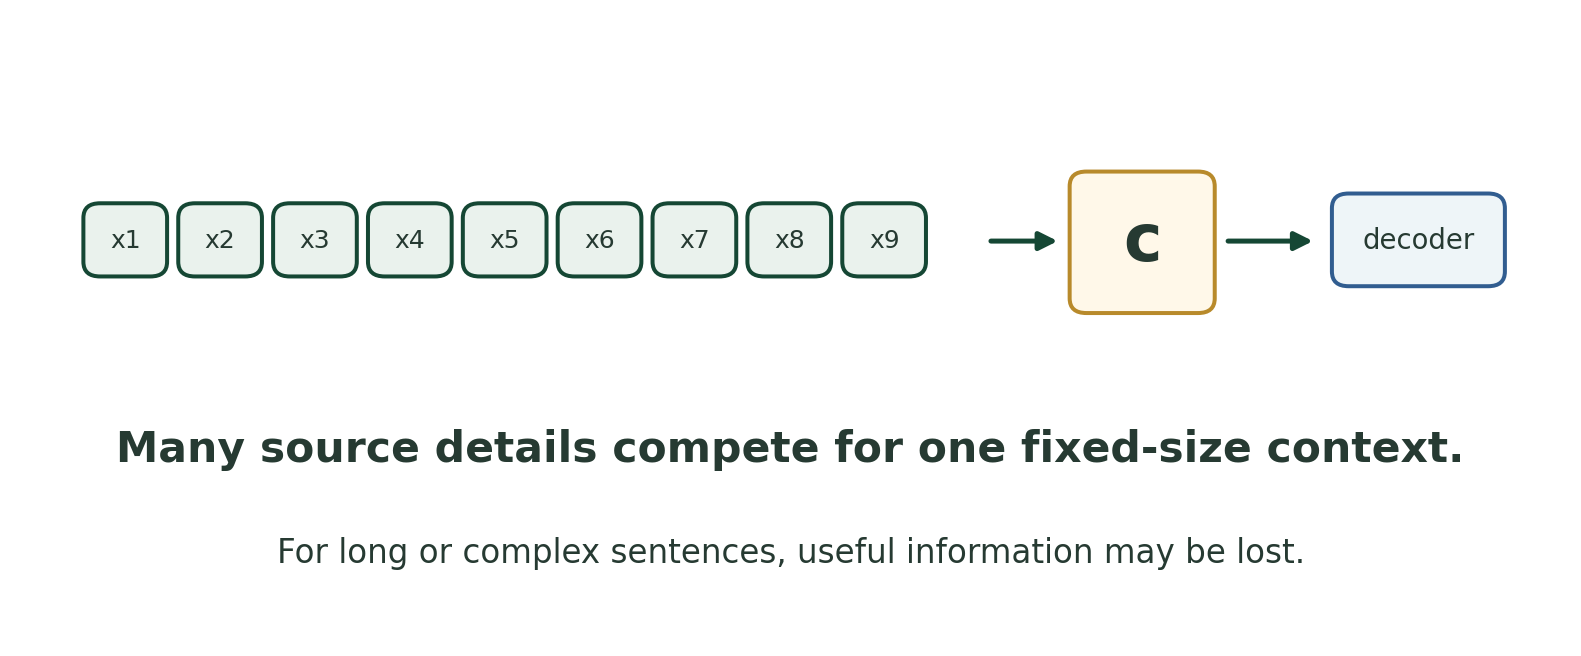 x1 x2 x3 x4 x5 x6 x7 x8 x9 c decoder
Many source details compete for one fixed-size context.
For long or complex sentences, useful information may be lost.